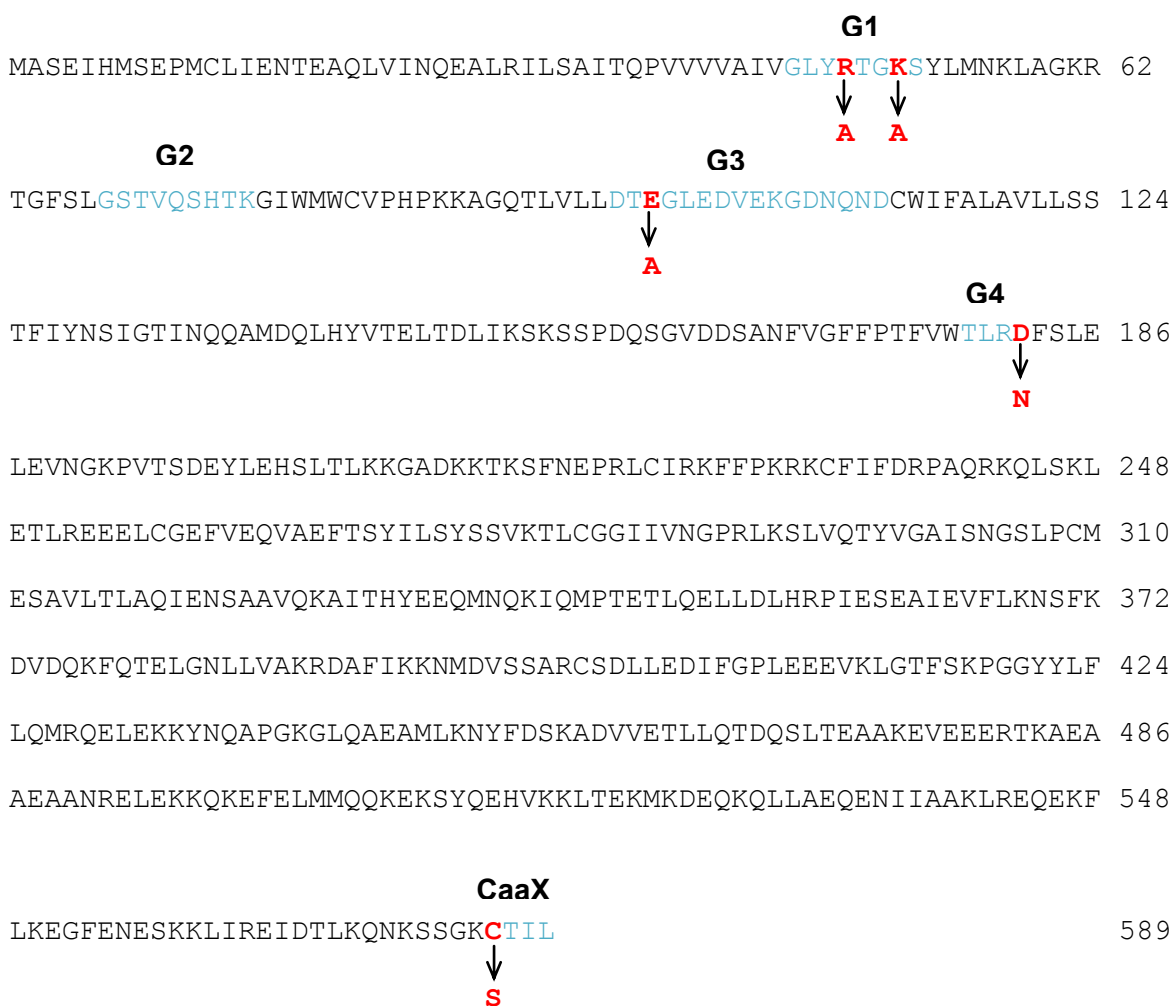 G1
MASEIHMSEPMCLIENTEAQLVINQEALRILSAITQPVVVVAIVGLYRTGKSYLMNKLAGKR 62
A A
G2 G3
TGFSLGSTVQSHTKGIWMWCVPHPKKAGQTLVLLDTEGLEDVEKGDNQNDCWIFALAVLLSS 124
A
G4
TFIYNSIGTINQQAMDQLHYVTELTDLIKSKSSPDQSGVDDSANFVGFFPTFVWTLRDFSLE 186
N
LEVNGKPVTSDEYLEHSLTLKKGADKKTKSFNEPRLCIRKFFPKRKCFIFDRPAQRKQLSKL 248
ETLREEELCGEFVEQVAEFTSYILSYSSVKTLCGGIIVNGPRLKSLVQTYVGAISNGSLPCM 310
ESAVLTLAQIENSAAVQKAITHYEEQMNQKIQMPTETLQELLDLHRPIESEAIEVFLKNSFK 372
DVDQKFQTELGNLLVAKRDAFIKKNMDVSSARCSDLLEDIFGPLEEEVKLGTFSKPGGYYLF 424
LQMRQELEKKYNQAPGKGLQAEAMLKNYFDSKADVVETLLQTDQSLTEAAKEVEEERTKAEA 486
AEAANRELEKKQKEFELMMQQKEKSYQEHVKKLTEKMKDEQKQLLAEQENIIAAKLREQEKF 548
CaaX
LKEGFENESKKLIREIDTLKQNKSSGKCTIL 589
S